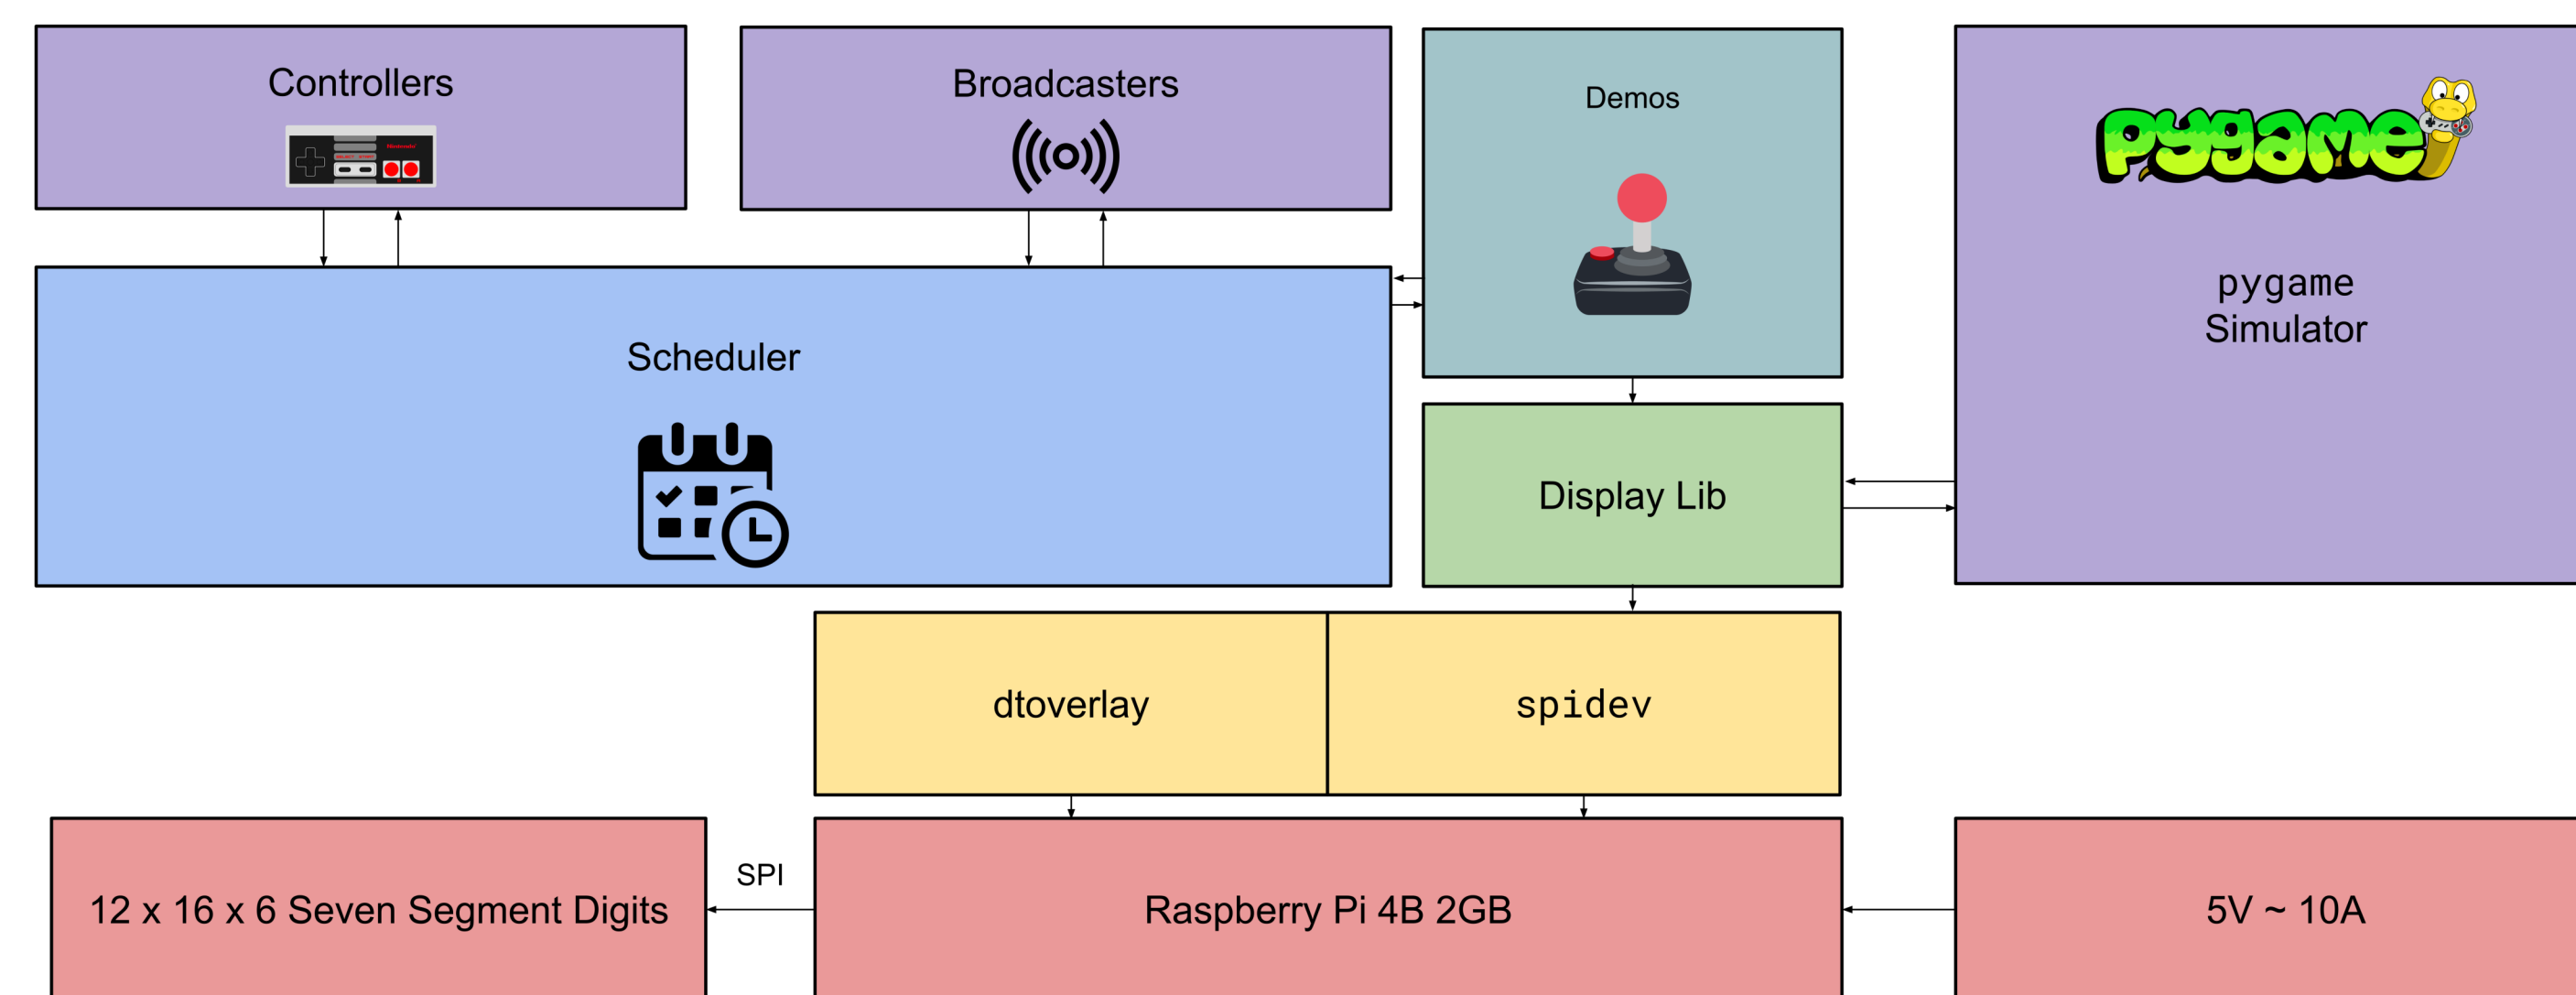 Controllers
Broadcasters
Demos
pygame
pygame
Simulator
Scheduler
Display Lib
dtoverlay
spidev
SPI
12 x 16 x 6 Seven Segment Digits
Raspberry Pi 4B 2GB
5V ~ 10A